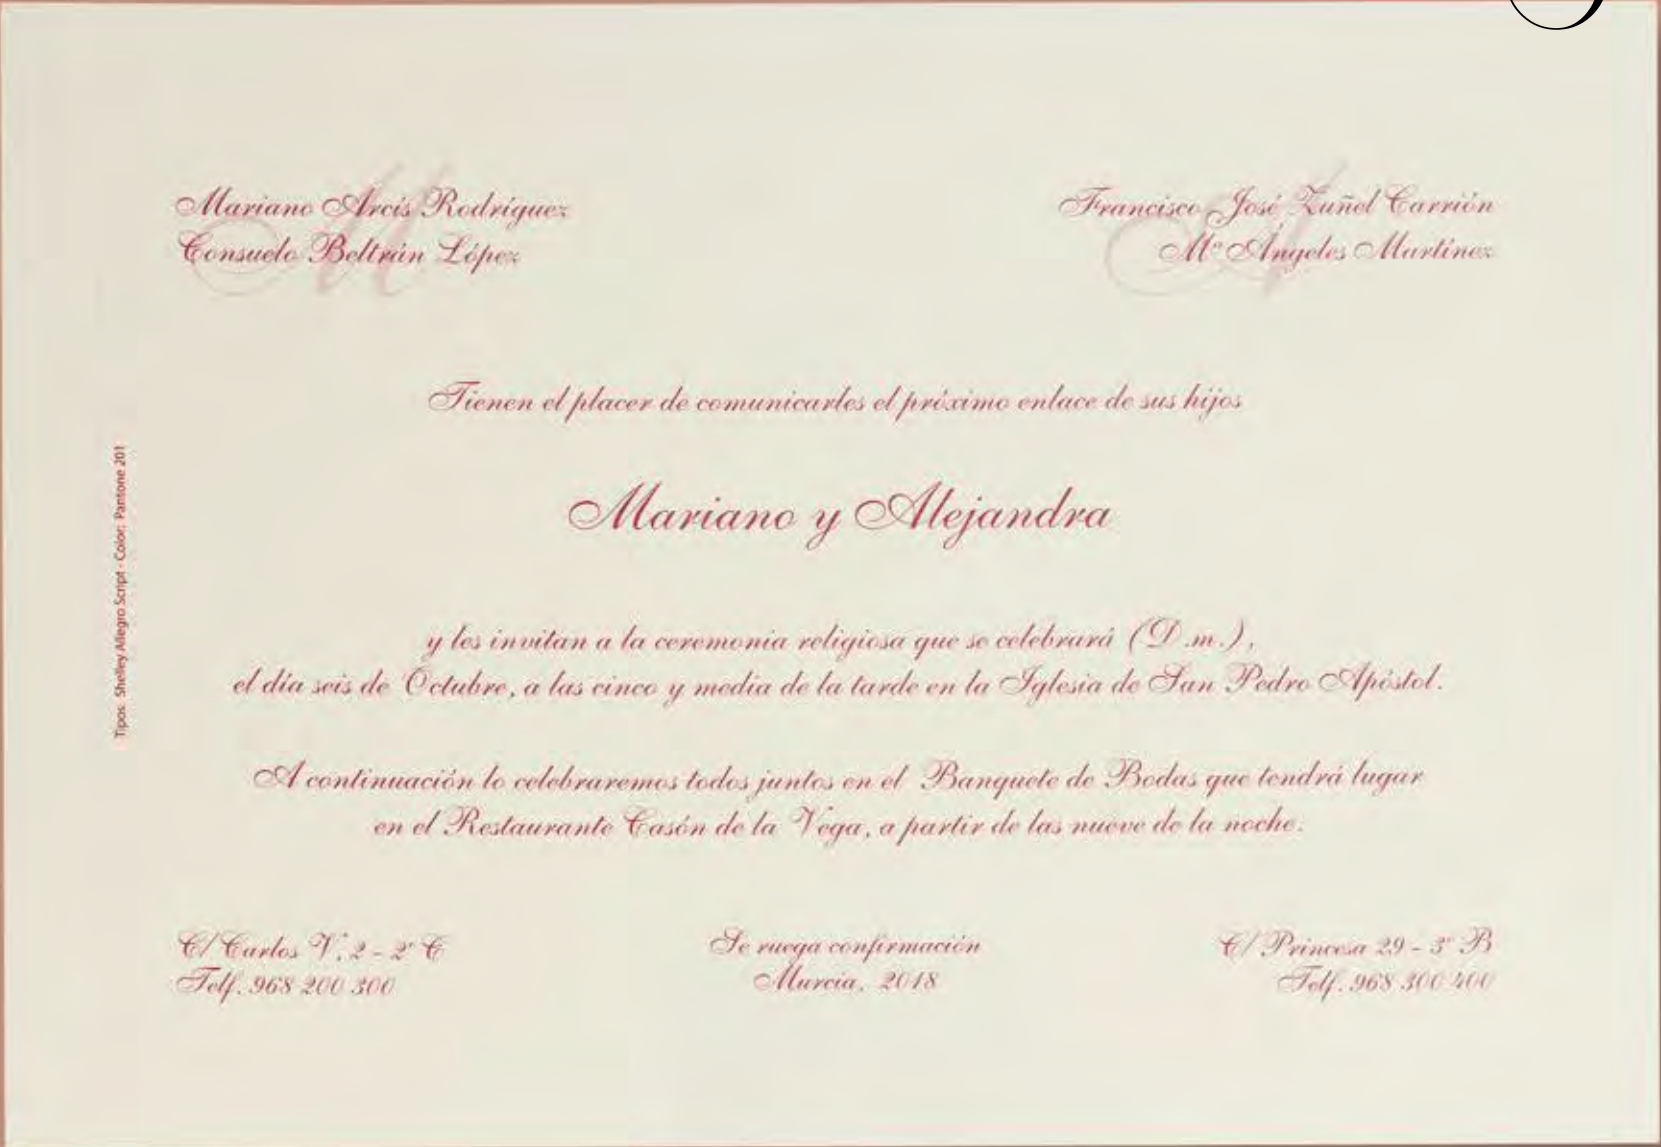 Mariano Arcís Rodríguez
Consuelo Beltrán López
Francisco José Zuñel Carrión
Mª Ángeles Martínez
Tienen el placer de comunicarles el próximo enlace de sus hijos
Mariano y Alejandra
y les invitan a la ceremonia religiosa que se celebrará (D.m.),
el día seis de Octubre, a las cinco y media de la tarde en la Iglesia de San Pedro Apóstol.
A continuación lo celebraremos todos juntos en el Banquete de Bodas que tendrá lugar
en el Restaurante Casón de la Vega, a partir de las nueve de la noche.
C/ Carlos V, 2 - 2º C
Telf. 968 200 300
Se ruega confirmación
Murcia, 2018
C/ Princesa 29 - 3º B
Telf. 968 300 400
Tipos: Shelley Allegro Script - Color: Pantone 201
M
A